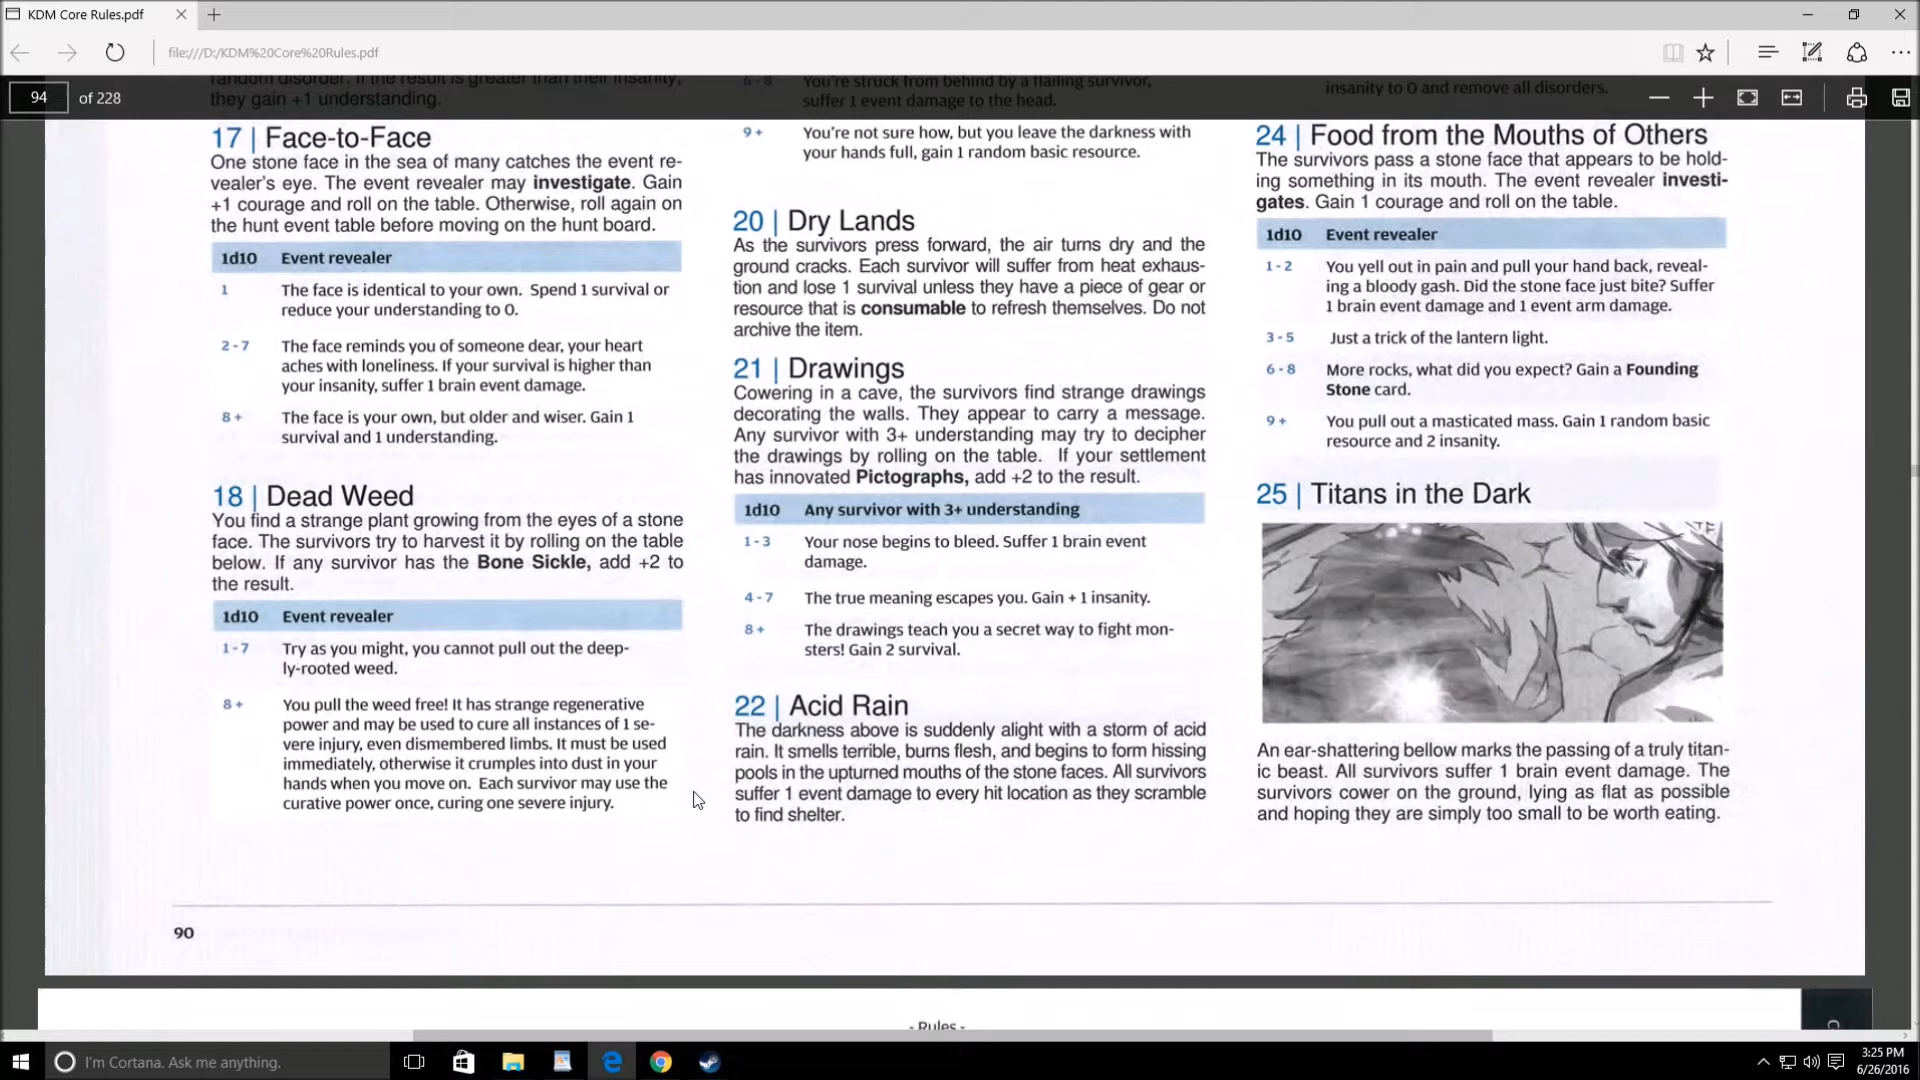 KDM Core Rules.pdf
file:///D:/KDM%20Core%20Rules.pdf
94 of 228
random disorder. If the result is greater than their insanity,
they gain +1 understanding.
17 | Face-to-Face
One stone face in the sea of many catches the event re-
vealer's eye. The event revealer may investigate. Gain
+1 courage and roll on the table. Otherwise, roll again on
the hunt event table before moving on the hunt board.
1d10 Event revealer
1 The face is identical to your own. Spend 1 survival or
reduce your understanding to 0.
2 - 7 The face reminds you of someone dear, your heart
aches with loneliness. If your survival is higher than
your insanity, suffer 1 brain event damage.
8 + The face is your own, but older and wiser. Gain 1
survival and 1 understanding.
18 | Dead Weed
You find a strange plant growing from the eyes of a stone
face. The survivors try to harvest it by rolling on the table
below. If any survivor has the Bone Sickle, add +2 to
the result.
1d10 Event revealer
1 - 7 Try as you might, you cannot pull out the deep-
ly-rooted weed.
8 + You pull the weed free! It has strange regenerative
power and may be used to cure all instances of 1 se-
vere injury, even dismembered limbs. It must be used
immediately, otherwise it crumples into dust in your
hands when you move on. Each survivor may use the
curative power once, curing one severe injury.
6 - 8 You're struck from behind by a flailing survivor,
suffer 1 event damage to the head.
9 + You're not sure how, but you leave the darkness with
your hands full, gain 1 random basic resource.
20 | Dry Lands
As the survivors press forward, the air turns dry and the
ground cracks. Each survivor will suffer from heat exhaus-
tion and lose 1 survival unless they have a piece of gear or
resource that is consumable to refresh themselves. Do not
archive the item.
21 | Drawings
Cowering in a cave, the survivors find strange drawings
decorating the walls. They appear to carry a message.
Any survivor with 3+ understanding may try to decipher
the drawings by rolling on the table. If your settlement
has innovated Pictographs, add +2 to the result.
1d10 Any survivor with 3+ understanding
1 - 3 Your nose begins to bleed. Suffer 1 brain event
damage.
4 - 7 The true meaning escapes you. Gain + 1 insanity.
8 + The drawings teach you a secret way to fight mon-
sters! Gain 2 survival.
22 | Acid Rain
The darkness above is suddenly alight with a storm of acid
rain. It smells terrible, burns flesh, and begins to form hissing
pools in the upturned mouths of the stone faces. All survivors
suffer 1 event damage to every hit location as they scramble
to find shelter.
insanity to 0 and remove all disorders.
24 | Food from the Mouths of Others
The survivors pass a stone face that appears to be hold-
ing something in its mouth. The event revealer investi-
gates. Gain 1 courage and roll on the table.
1d10 Event revealer
1 - 2 You yell out in pain and pull your hand back, reveal-
ing a bloody gash. Did the stone face just bite? Suffer
1 brain event damage and 1 event arm damage.
3 - 5 Just a trick of the lantern light.
6 - 8 More rocks, what did you expect? Gain a Founding
Stone card.
9 + You pull out a masticated mass. Gain 1 random basic
resource and 2 insanity.
25 | Titans in the Dark
An ear-shattering bellow marks the passing of a truly titan-
ic beast. All survivors suffer 1 brain event damage. The
survivors cower on the ground, lying as flat as possible
and hoping they are simply too small to be worth eating.
90
- Rules -
I'm Cortana. Ask me anything.
3:25 PM
6/26/2016